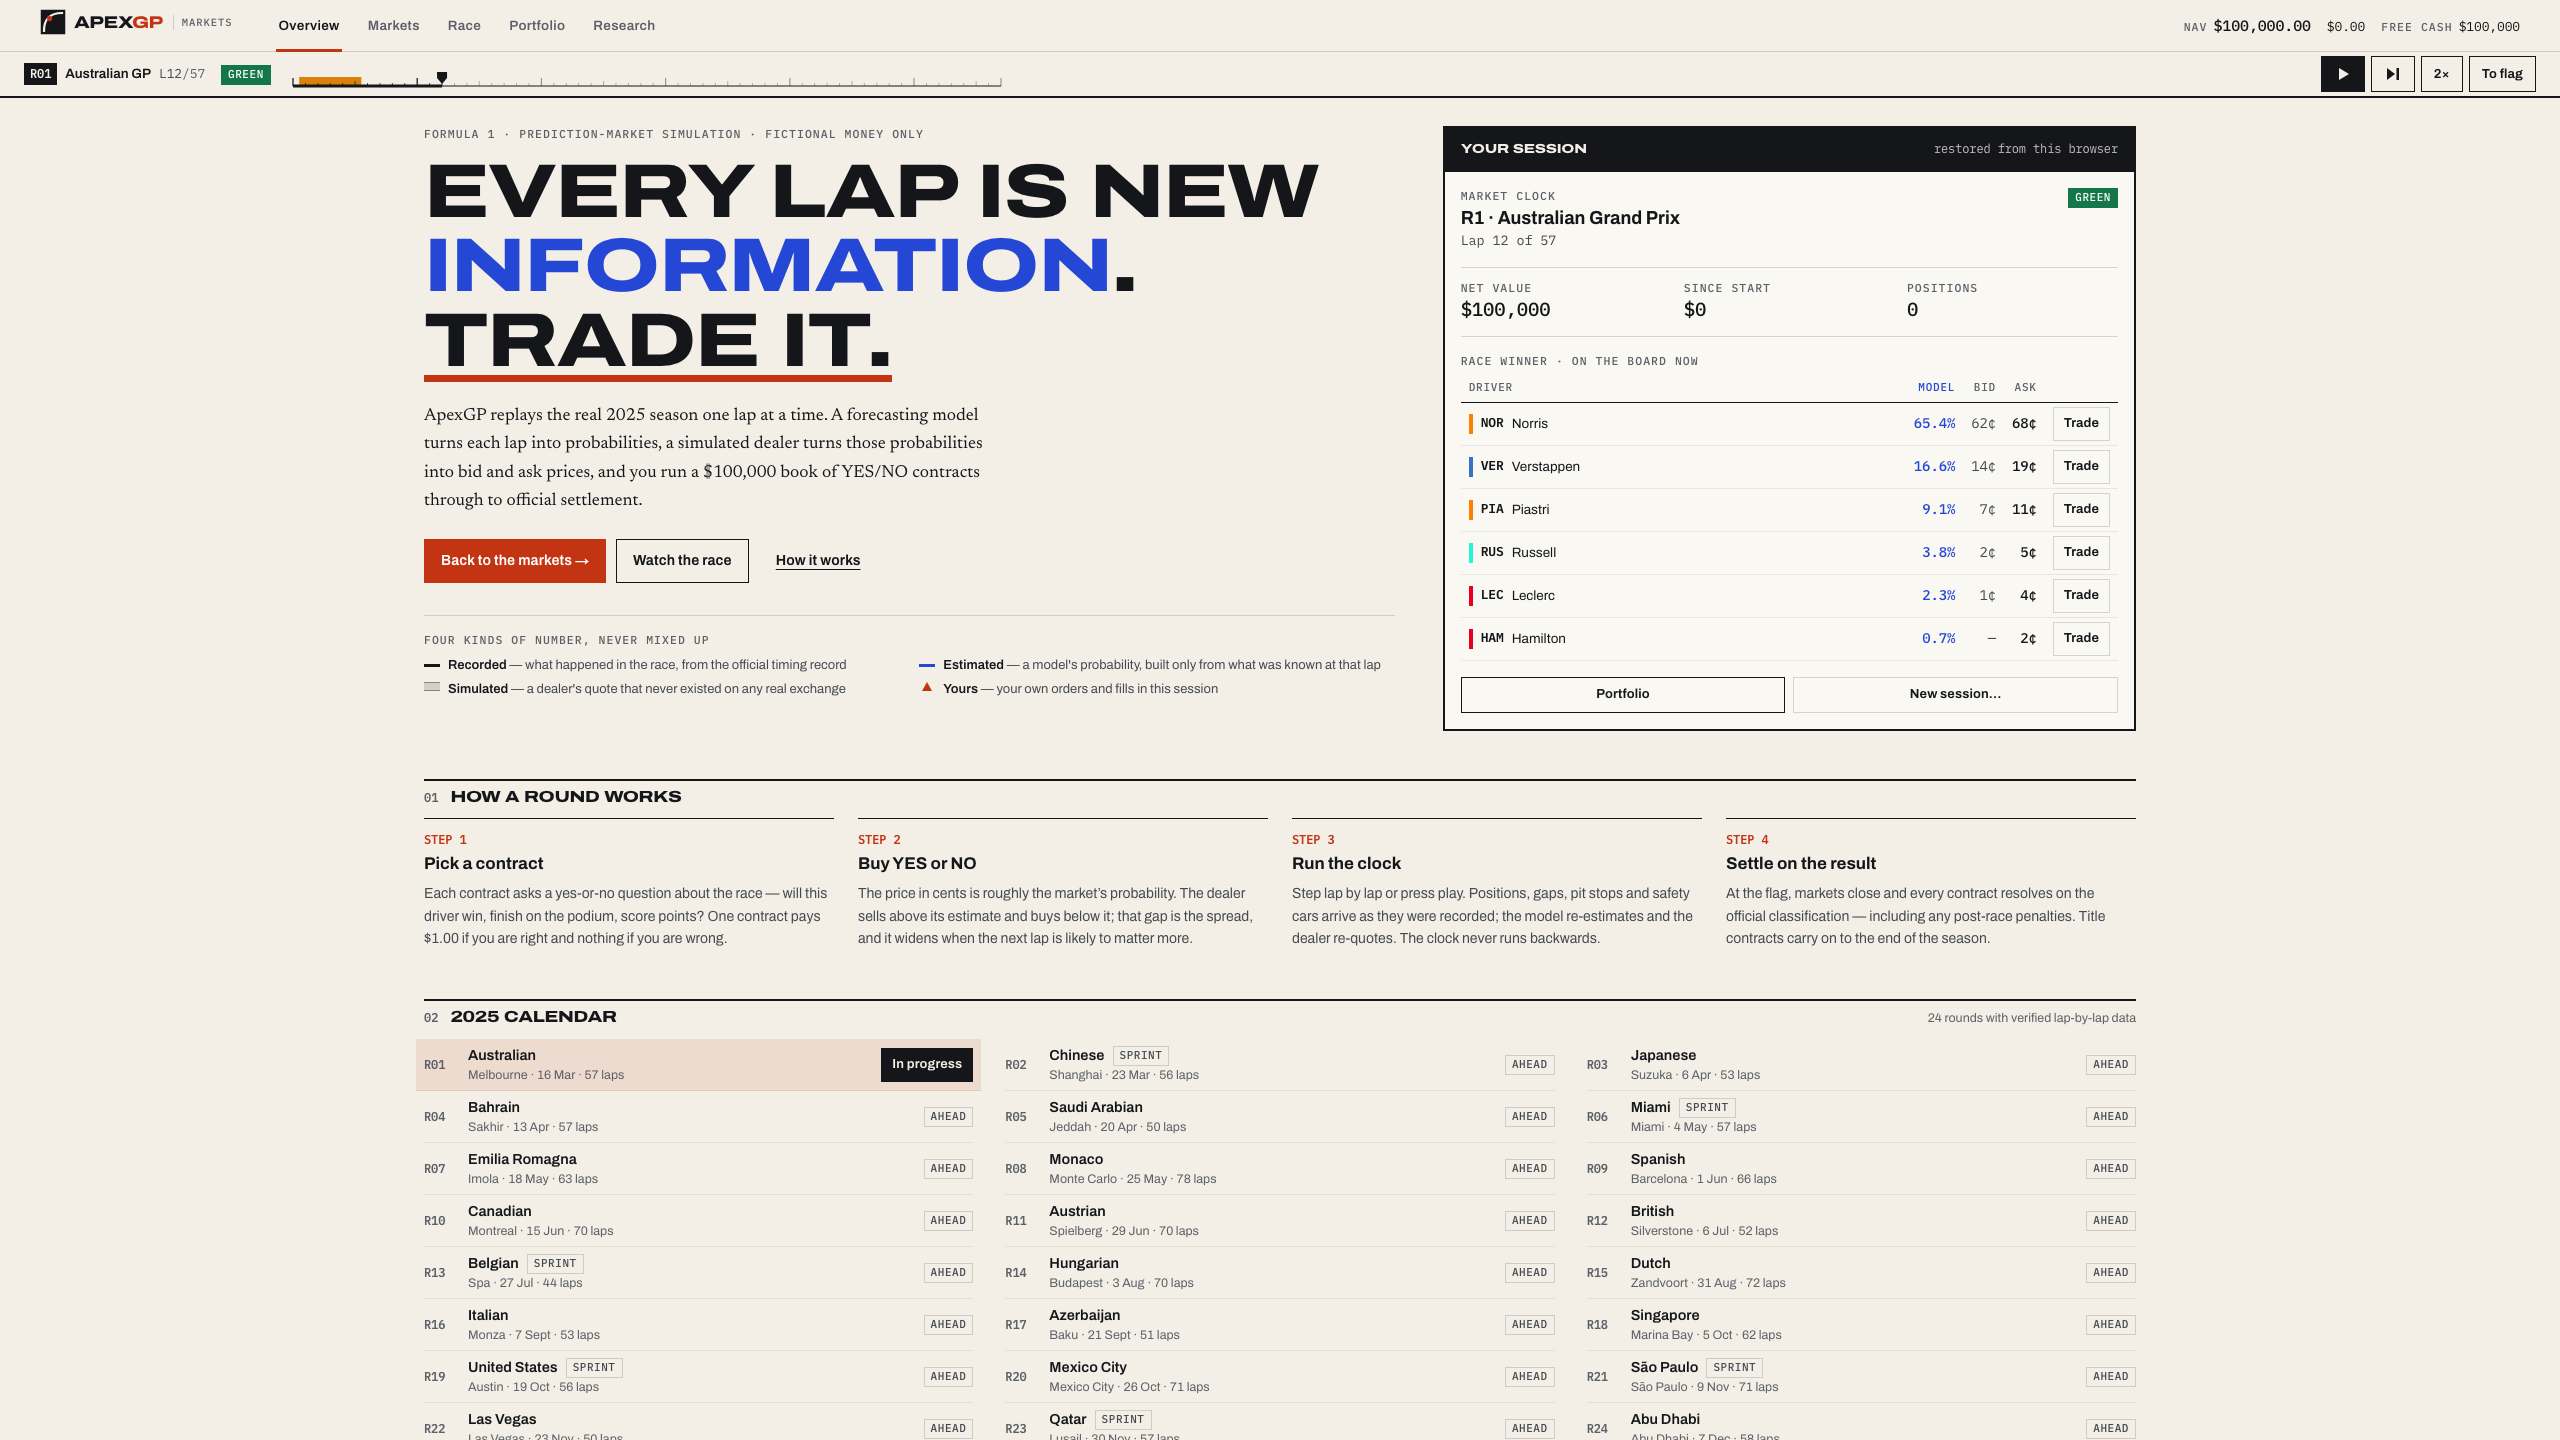 APEXGP MARKETS Overview Markets Race Portfolio Research NAV $100,000.00 $0.00 FREE CASH $100,000
R01 Australian GP L12/57 GREEN 2× To flag
FORMULA 1 · PREDICTION-MARKET SIMULATION · FICTIONAL MONEY ONLY
EVERY LAP IS NEW
INFORMATION.
TRADE IT.
ApexGP replays the real 2025 season one lap at a time. A forecasting model
turns each lap into probabilities, a simulated dealer turns those probabilities
into bid and ask prices, and you run a $100,000 book of YES/NO contracts
through to official settlement.
Back to the markets → Watch the race How it works
FOUR KINDS OF NUMBER, NEVER MIXED UP
Recorded — what happened in the race, from the official timing record
Estimated — a model's probability, built only from what was known at that lap
Simulated — a dealer's quote that never existed on any real exchange
Yours — your own orders and fills in this session
YOUR SESSION restored from this browser
MARKET CLOCK GREEN
R1 · Australian Grand Prix
Lap 12 of 57
NET VALUE SINCE START POSITIONS
$100,000 $0 0
RACE WINNER · ON THE BOARD NOW
DRIVER MODEL BID ASK
NOR Norris 65.4% 62¢ 68¢ Trade
VER Verstappen 16.6% 14¢ 19¢ Trade
PIA Piastri 9.1% 7¢ 11¢ Trade
RUS Russell 3.8% 2¢ 5¢ Trade
LEC Leclerc 2.3% 1¢ 4¢ Trade
HAM Hamilton 0.7% — 2¢ Trade
Portfolio New session…
01 HOW A ROUND WORKS
STEP 1
Pick a contract
Each contract asks a yes-or-no question about the race — will this
driver win, finish on the podium, score points? One contract pays
$1.00 if you are right and nothing if you are wrong.
STEP 2
Buy YES or NO
The price in cents is roughly the market's probability. The dealer
sells above its estimate and buys below it; that gap is the spread,
and it widens when the next lap is likely to matter more.
STEP 3
Run the clock
Step lap by lap or press play. Positions, gaps, pit stops and safety
cars arrive as they were recorded; the model re-estimates and the
dealer re-quotes. The clock never runs backwards.
STEP 4
Settle on the result
At the flag, markets close and every contract resolves on the
official classification — including any post-race penalties. Title
contracts carry on to the end of the season.
02 2025 CALENDAR 24 rounds with verified lap-by-lap data
R01 Australian In progress
Melbourne · 16 Mar · 57 laps
R02 Chinese SPRINT AHEAD
Shanghai · 23 Mar · 56 laps
R03 Japanese AHEAD
Suzuka · 6 Apr · 53 laps
R04 Bahrain AHEAD
Sakhir · 13 Apr · 57 laps
R05 Saudi Arabian AHEAD
Jeddah · 20 Apr · 50 laps
R06 Miami SPRINT AHEAD
Miami · 4 May · 57 laps
R07 Emilia Romagna AHEAD
Imola · 18 May · 63 laps
R08 Monaco AHEAD
Monte Carlo · 25 May · 78 laps
R09 Spanish AHEAD
Barcelona · 1 Jun · 66 laps
R10 Canadian AHEAD
Montreal · 15 Jun · 70 laps
R11 Austrian AHEAD
Spielberg · 29 Jun · 70 laps
R12 British AHEAD
Silverstone · 6 Jul · 52 laps
R13 Belgian SPRINT AHEAD
Spa · 27 Jul · 44 laps
R14 Hungarian AHEAD
Budapest · 3 Aug · 70 laps
R15 Dutch AHEAD
Zandvoort · 31 Aug · 72 laps
R16 Italian AHEAD
Monza · 7 Sept · 53 laps
R17 Azerbaijan AHEAD
Baku · 21 Sept · 51 laps
R18 Singapore AHEAD
Marina Bay · 5 Oct · 62 laps
R19 United States SPRINT AHEAD
Austin · 19 Oct · 56 laps
R20 Mexico City AHEAD
Mexico City · 26 Oct · 71 laps
R21 São Paulo SPRINT AHEAD
São Paulo · 9 Nov · 71 laps
R22 Las Vegas AHEAD
Las Vegas · 23 Nov · 50 laps
R23 Qatar SPRINT AHEAD
Lusail · 30 Nov · 57 laps
R24 Abu Dhabi AHEAD
Abu Dhabi · 7 Dec · 58 laps